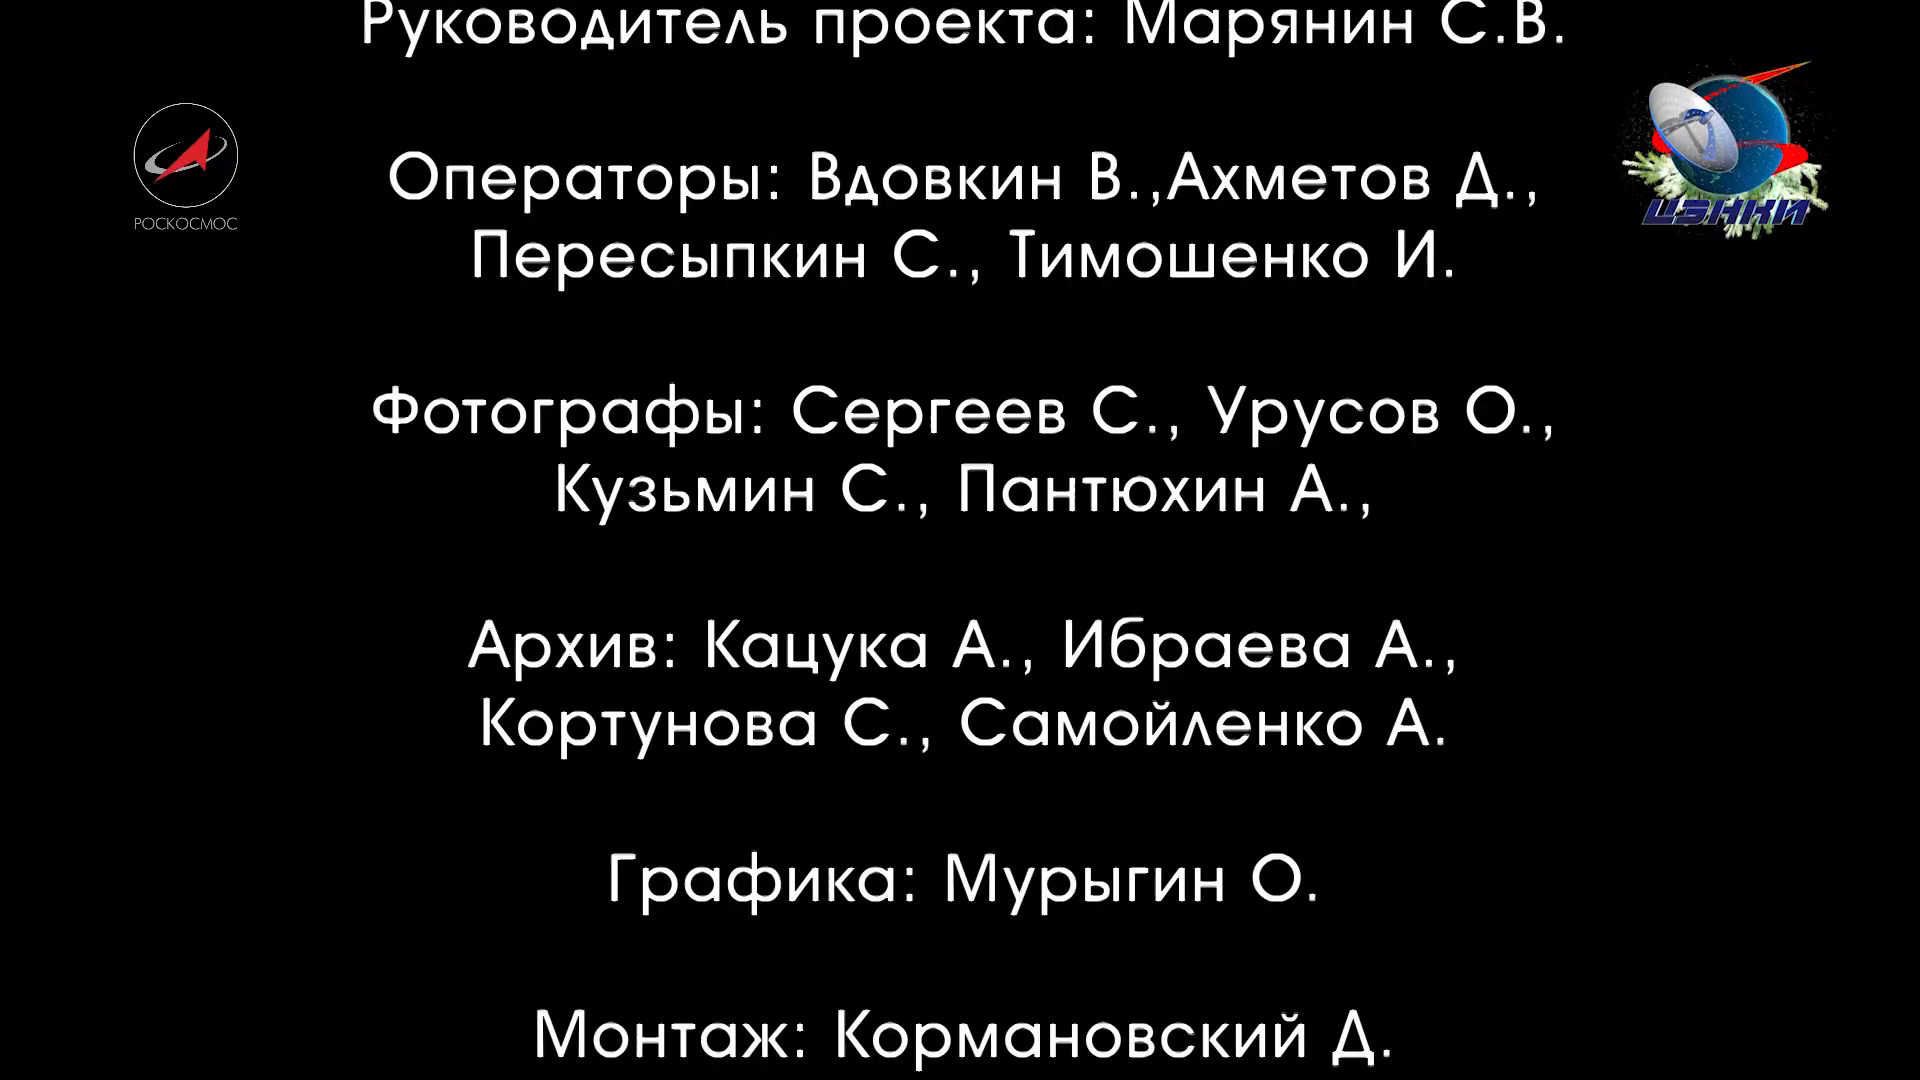 Руководитель проекта: Марянин С.В.
РОСКОСМОС
ЦЭНКИ
Операторы: Вдовкин В.,Ахметов Д.,
Пересыпкин С., Тимошенко И.
Фотографы: Сергеев С., Урусов О.,
Кузьмин С., Пантюхин А.,
Архив: Кацука А., Ибраева А.,
Кортунова С., Самойленко А.
Графика: Мурыгин О.
Монтаж: Кормановский Д.